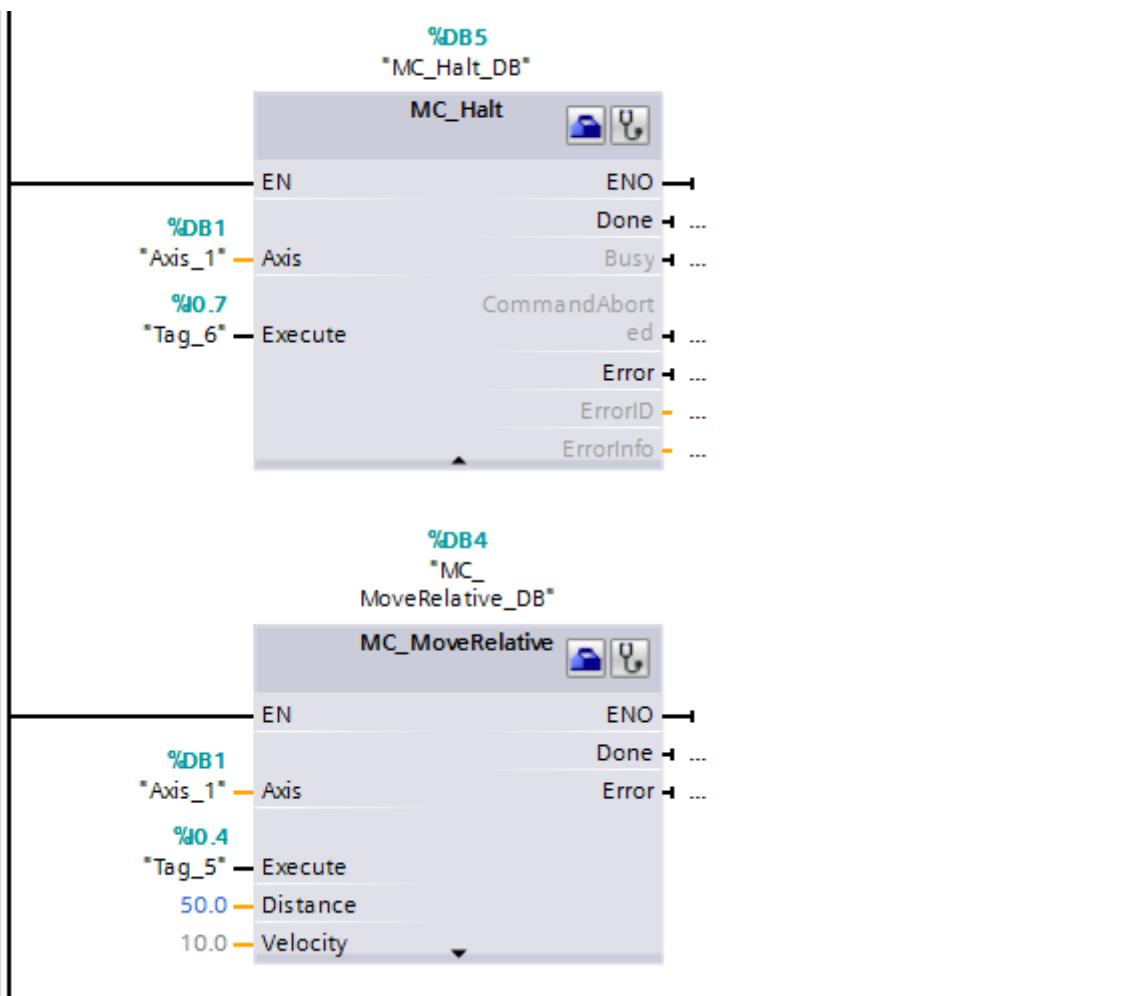 %DB5
"MC_Halt_DB"
MC_Halt
EN ENO
Done ...
%DB1
"Axis_1" Axis Busy ...
%I0.7 CommandAbort
"Tag_6" Execute ed ...
Error ...
ErrorID ...
ErrorInfo ...
%DB4
"MC_
MoveRelative_DB"
MC_MoveRelative
EN ENO
%DB1 Done ...
"Axis_1" Axis Error ...
%I0.4
"Tag_5" Execute
50.0 Distance
10.0 Velocity